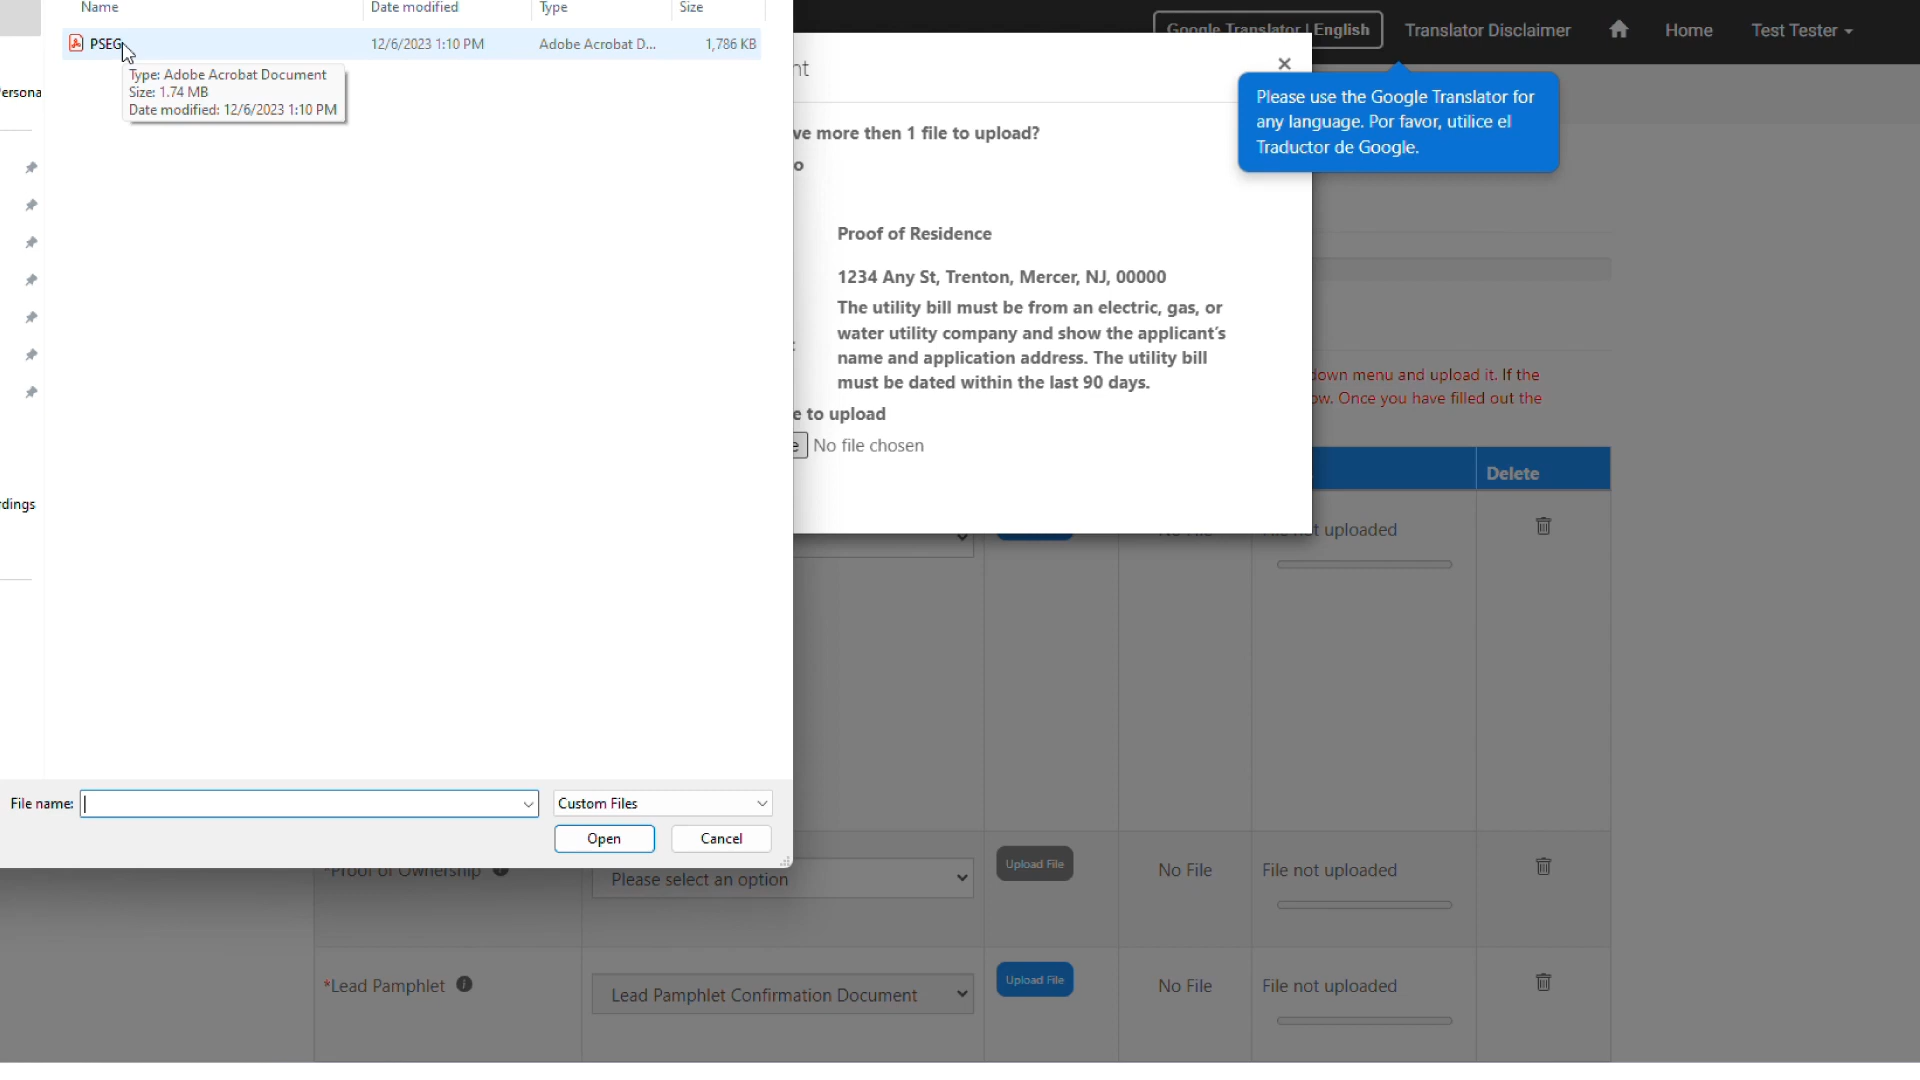 Name Date modified Type Size
PSEG 12/6/2023 1:10 PM Adobe Acrobat D... 1,786 KB
Type: Adobe Acrobat Document
Size: 1.74 MB
Date modified: 12/6/2023 1:10 PM
ersona
dings
File name: Custom Files
Open Cancel
Google Translator | English Translator Disclaimer Home Test Tester
Please use the Google Translator for
any language. Por favor, utilice el
Traductor de Google.
nt
ve more then 1 file to upload?
o
Proof of Residence
1234 Any St, Trenton, Mercer, NJ, 00000
The utility bill must be from an electric, gas, or
water utility company and show the applicant's
name and application address. The utility bill
must be dated within the last 90 days.
e to upload
e No file chosen
down menu and upload it. If the
ow. Once you have filled out the
Delete
t uploaded
*Proof of Ownership Please select an option Upload File No File File not uploaded
*Lead Pamphlet Lead Pamphlet Confirmation Document Upload File No File File not uploaded